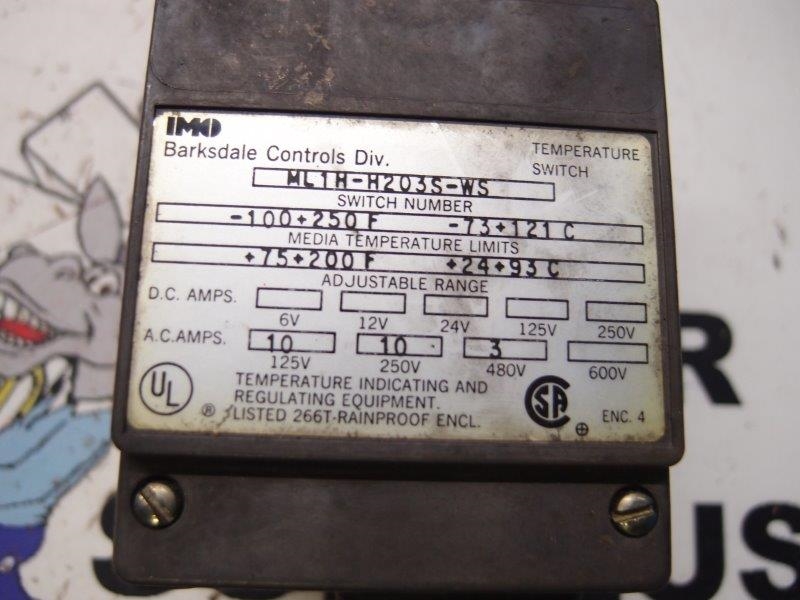 IMO
Barksdale Controls Div.
TEMPERATURE
SWITCH
ML1H-H203S-WS
SWITCH NUMBER
-100+250 F -73+121 C
MEDIA TEMPERATURE LIMITS
+75+200 F +24+93 C
ADJUSTABLE RANGE
D.C. AMPS.
6V 12V 24V 125V 250V
A.C. AMPS. 10 10 3
125V 250V 480V 600V
UL
TEMPERATURE INDICATING AND
REGULATING EQUIPMENT.
® LISTED 266T-RAINPROOF ENCL.
CSA
ENC. 4